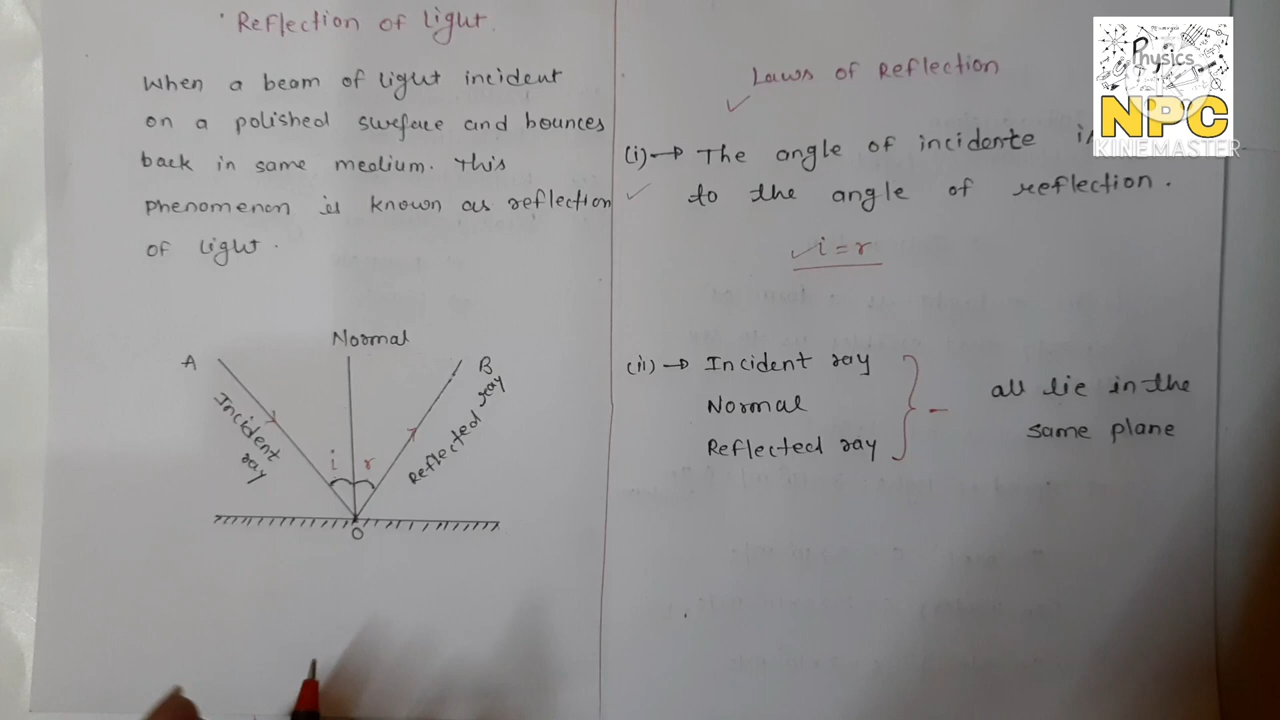 Reflection of light.
When a beam of light incident
on a polished surface and bounces
back in same medium. This
phenomenon is known as reflection
of light.
Normal
A
B
Incident
ray
Reflected ray
i
r
O
Laws of Reflection
(i)→ The angle of incidente
to the angle of reflection.
i = r
(ii)→ Incident ray
Normal
Reflected ray
all lie in the
same plane
Physics
NPC
KINEMASTER